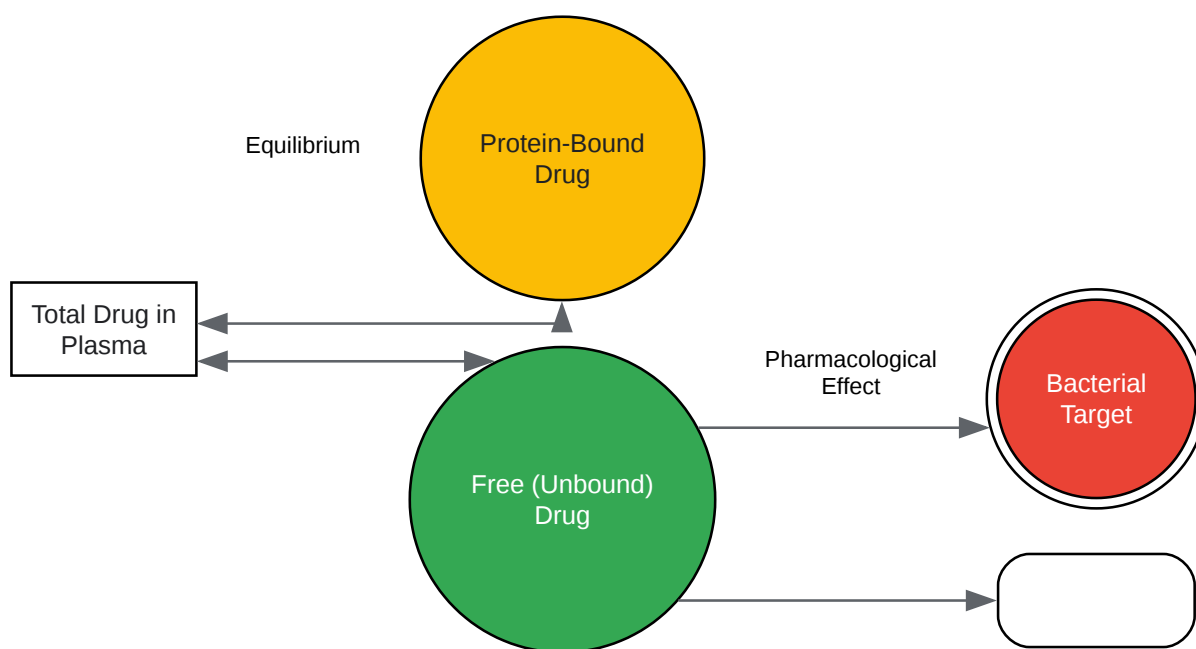 Equilibrium
Protein-Bound
Drug
Total Drug in
Plasma
Pharmacological
Effect
Bacterial
Target
Free (Unbound)
Drug